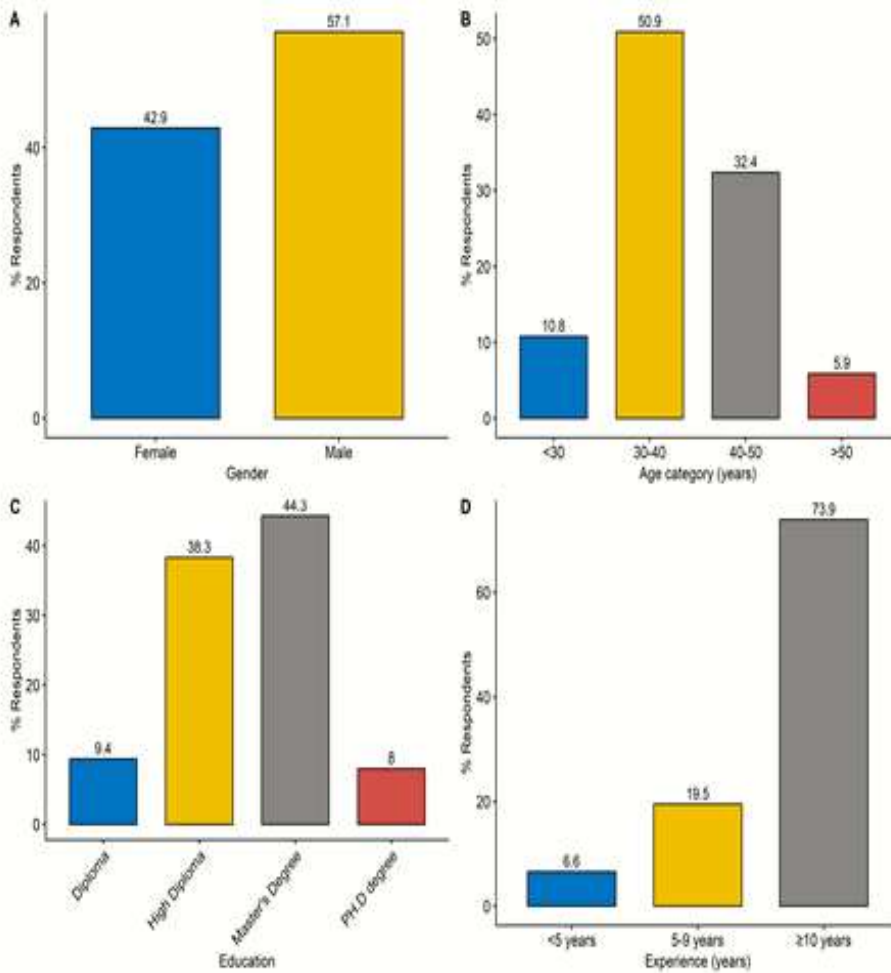 A
57.1
42.9
40
20
0
% Respondents
Female Male
Gender
B
50.9
32.4
10.8
5.9
50
40
30
20
10
0
% Respondents
<30 30-40 40-50 >50
Age category (years)
C
44.3
38.3
9.4
8
40
30
20
10
0
% Respondents
Diploma High Diploma Master's Degree PH.D degree
Education
D
73.9
19.5
6.6
60
40
20
0
% Respondents
<5 years 5-9 years ≥10 years
Experience (years)